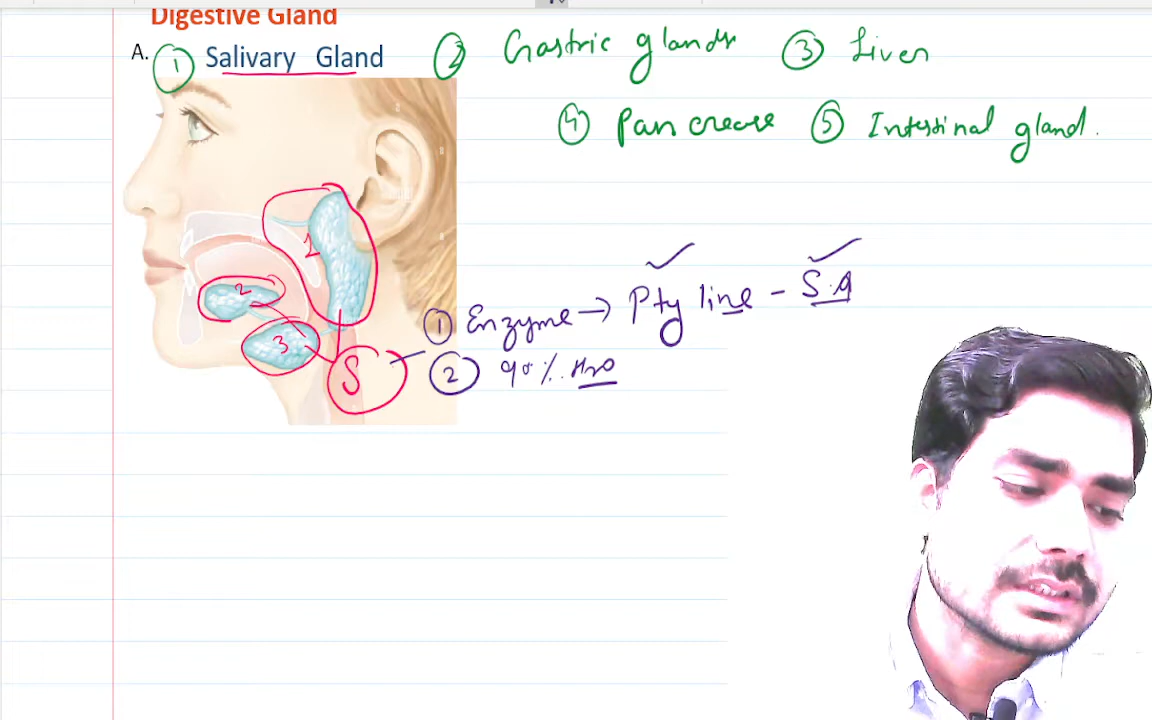 Digestive Gland
A. ① Salivary Gland ② Gastric glands ③ Liver
④ Pancrease ⑤ Intestinal gland.
1
2
3
S
① Enzyme → Ptyline - S.A
② 90%. H2O